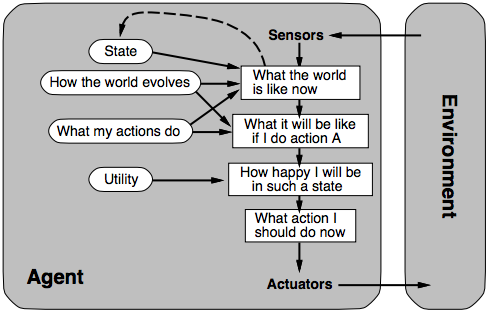 Sensors
State
How the world evolves
What the world
is like now
What my actions do
What it will be like
if I do action A
Utility
How happy I will be
in such a state
What action I
should do now
Agent
Actuators
Environment